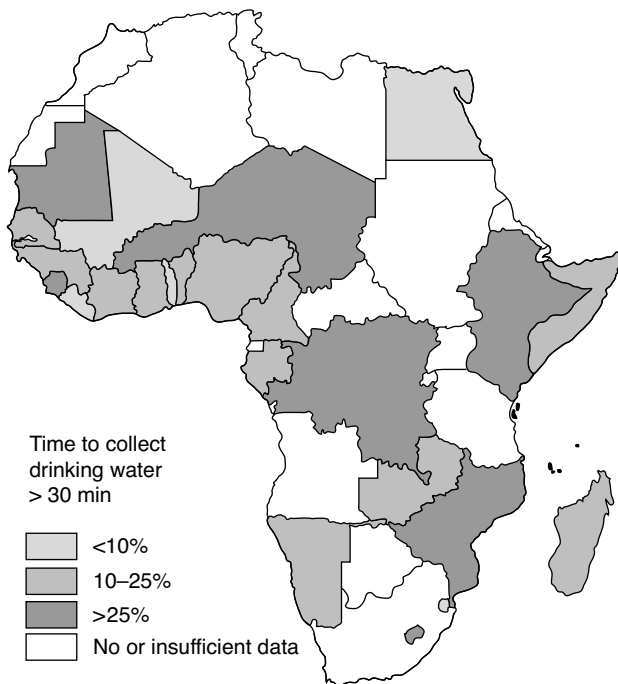 Time to collect
drinking water
> 30 min
<10%
10–25%
>25%
No or insufficient data